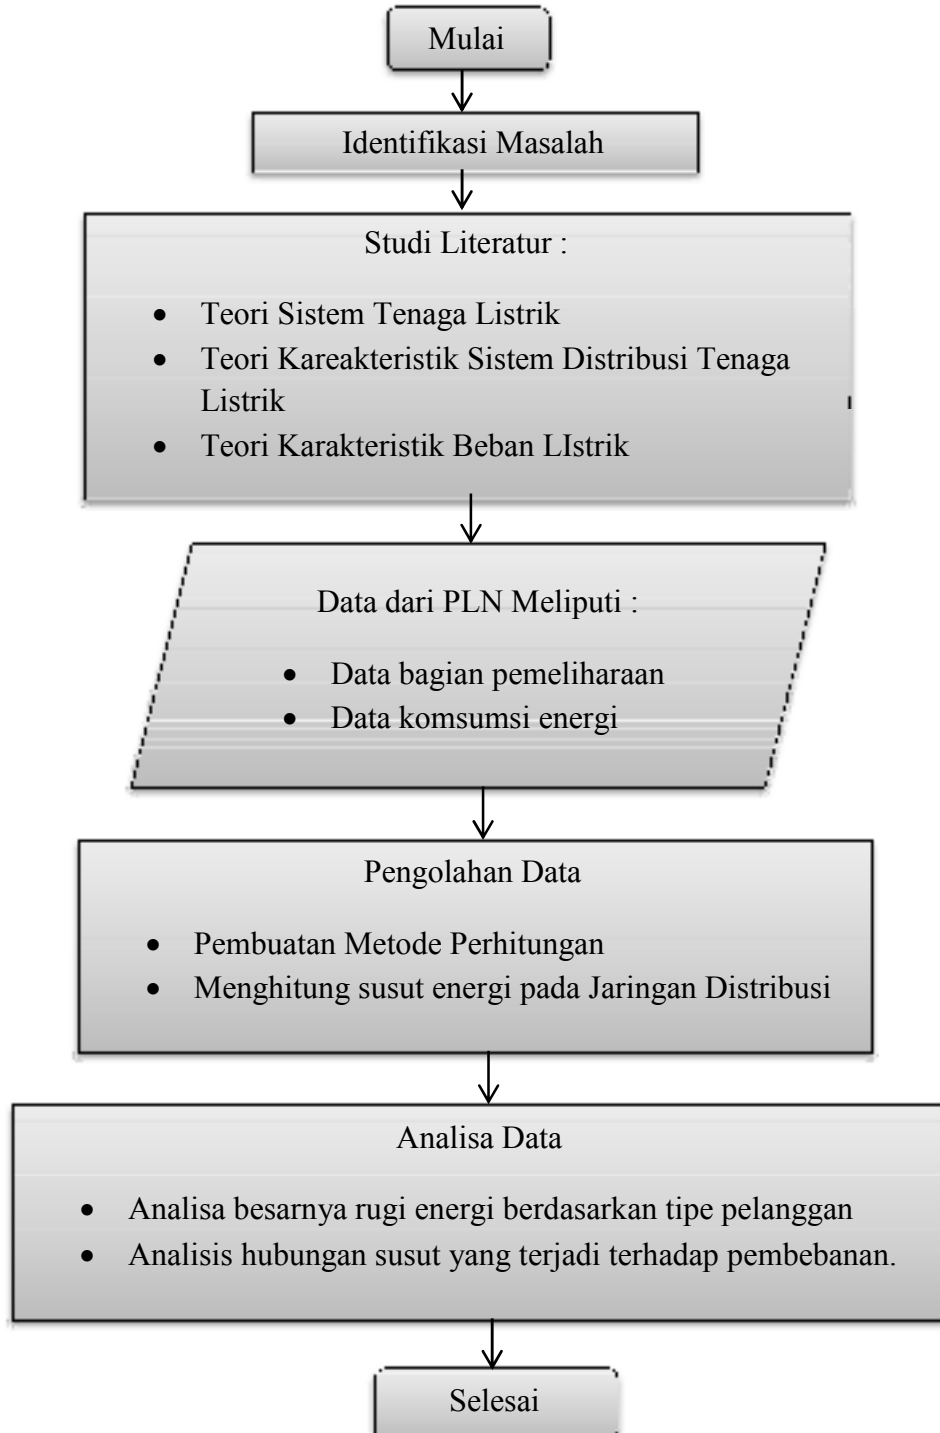 Mulai
Identifikasi Masalah
Studi Literatur :
• Teori Sistem Tenaga Listrik
• Teori Kareakteristik Sistem Distribusi Tenaga
Listrik
• Teori Karakteristik Beban LIstrik
Data dari PLN Meliputi :
• Data bagian pemeliharaan
• Data komsumsi energi
Pengolahan Data
• Pembuatan Metode Perhitungan
• Menghitung susut energi pada Jaringan Distribusi
Analisa Data
• Analisa besarnya rugi energi berdasarkan tipe pelanggan
• Analisis hubungan susut yang terjadi terhadap pembebanan.
Selesai